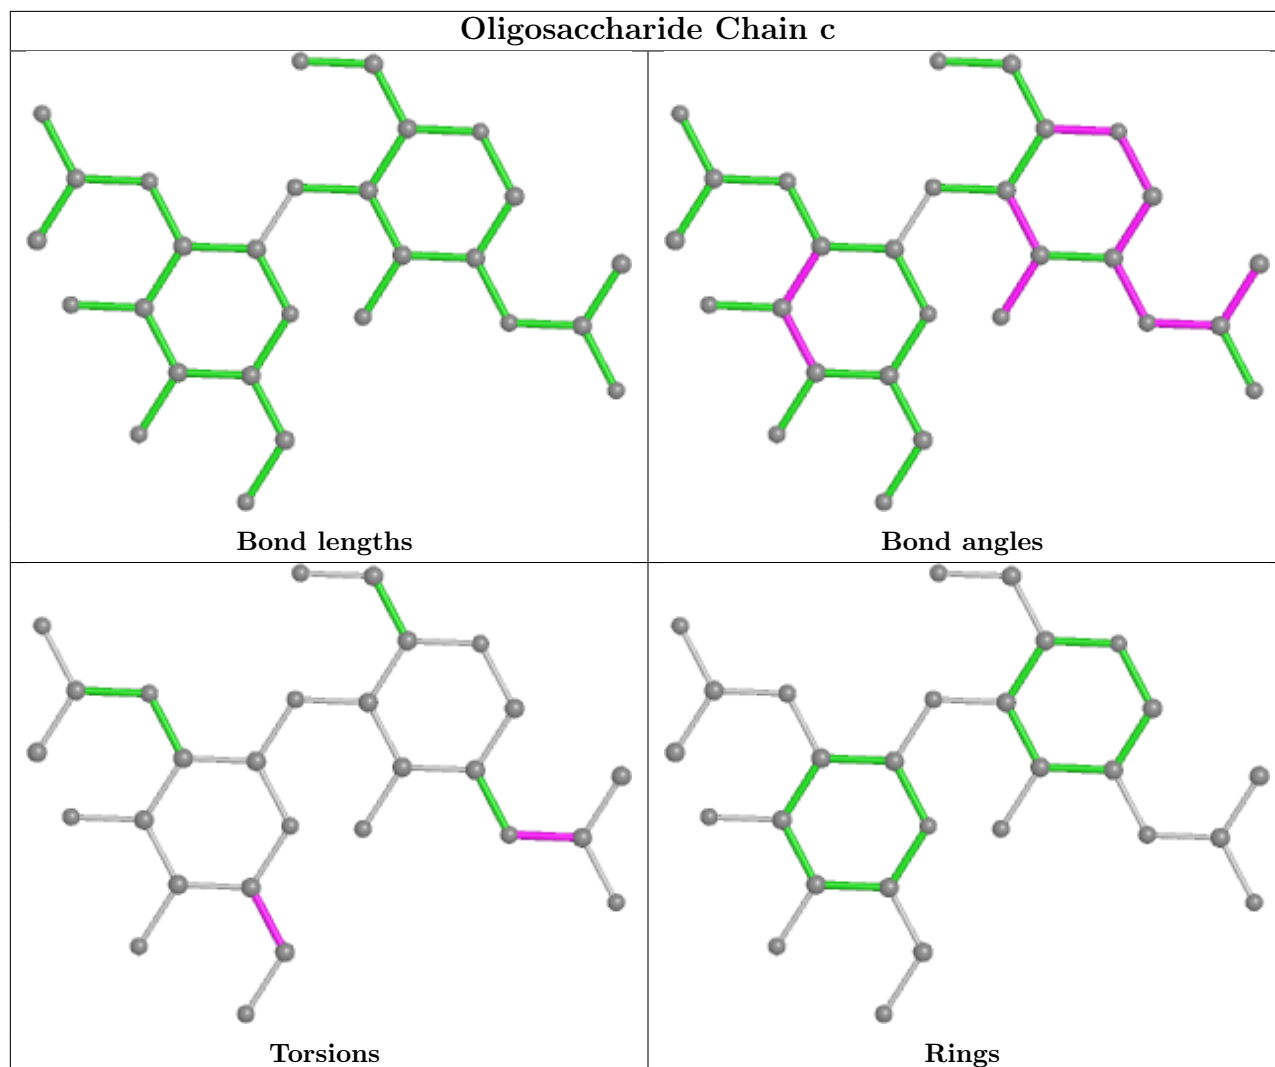 Oligosaccharide Chain c
Bond lengths
Bond angles
Torsions
Rings